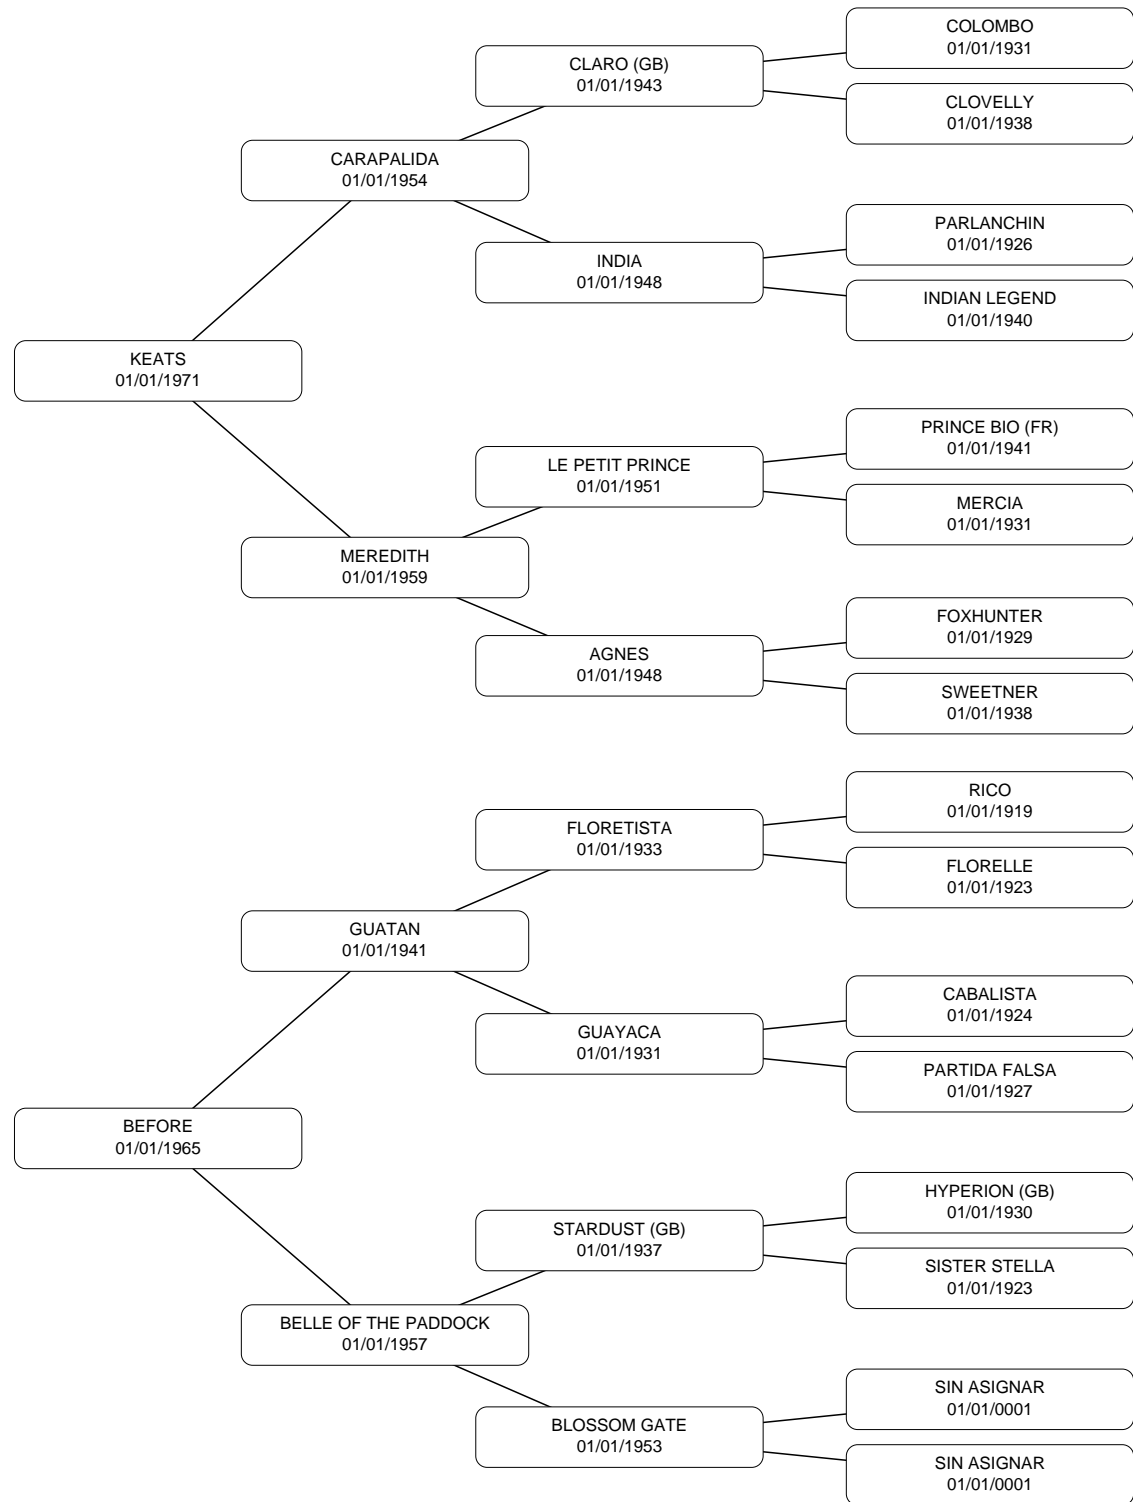 COLOMBO
01/01/1931
CLARO (GB)
01/01/1943
CLOVELLY
01/01/1938
CARAPALIDA
01/01/1954
PARLANCHIN
01/01/1926
INDIA
01/01/1948
INDIAN LEGEND
01/01/1940
KEATS
01/01/1971
PRINCE BIO (FR)
01/01/1941
LE PETIT PRINCE
01/01/1951
MERCIA
01/01/1931
MEREDITH
01/01/1959
FOXHUNTER
01/01/1929
AGNES
01/01/1948
SWEETNER
01/01/1938
RICO
01/01/1919
FLORETISTA
01/01/1933
FLORELLE
01/01/1923
GUATAN
01/01/1941
CABALISTA
01/01/1924
GUAYACA
01/01/1931
PARTIDA FALSA
01/01/1927
BEFORE
01/01/1965
HYPERION (GB)
01/01/1930
STARDUST (GB)
01/01/1937
SISTER STELLA
01/01/1923
BELLE OF THE PADDOCK
01/01/1957
SIN ASIGNAR
01/01/0001
BLOSSOM GATE
01/01/1953
SIN ASIGNAR
01/01/0001